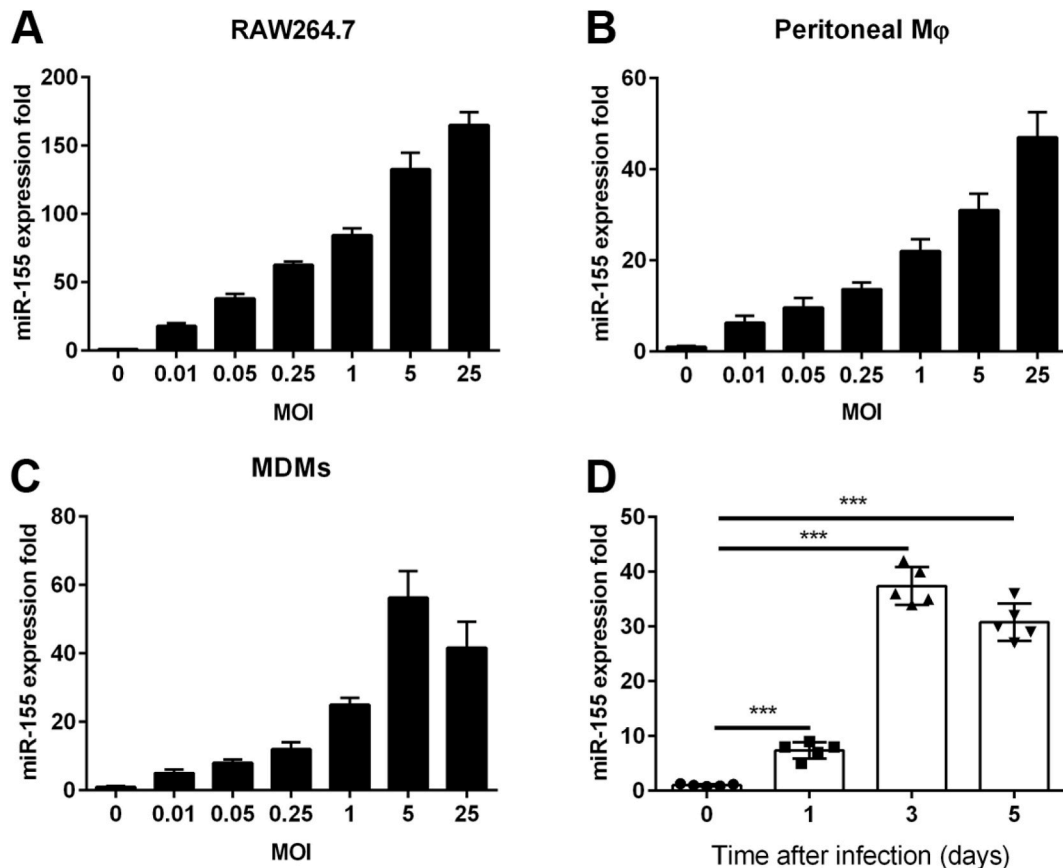 A
RAW264.7
miR-155 expression fold
200
150
100
50
0
0 0.01 0.05 0.25 1 5 25
MOI
B
Peritoneal Mφ
miR-155 expression fold
60
40
20
0
0 0.01 0.05 0.25 1 5 25
MOI
C
MDMs
miR-155 expression fold
80
60
40
20
0
0 0.01 0.05 0.25 1 5 25
MOI
D
miR-155 expression fold
50
40
30
20
10
0
***
***
***
0 1 3 5
Time after infection (days)